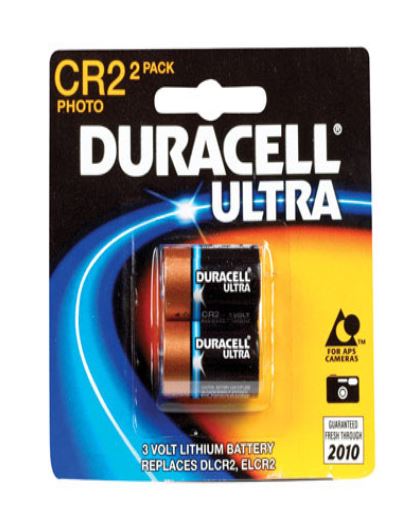 CR2 2 PACK
PHOTO
DURACELL®
ULTRA
DURACELL
ULTRA
CR2
DURACELL
ULTRA
FOR APS
CAMERAS
TM
3 VOLT LITHIUM BATTERY
REPLACES DLCR2, ELCR2
GUARANTEED
FRESH THROUGH
2010